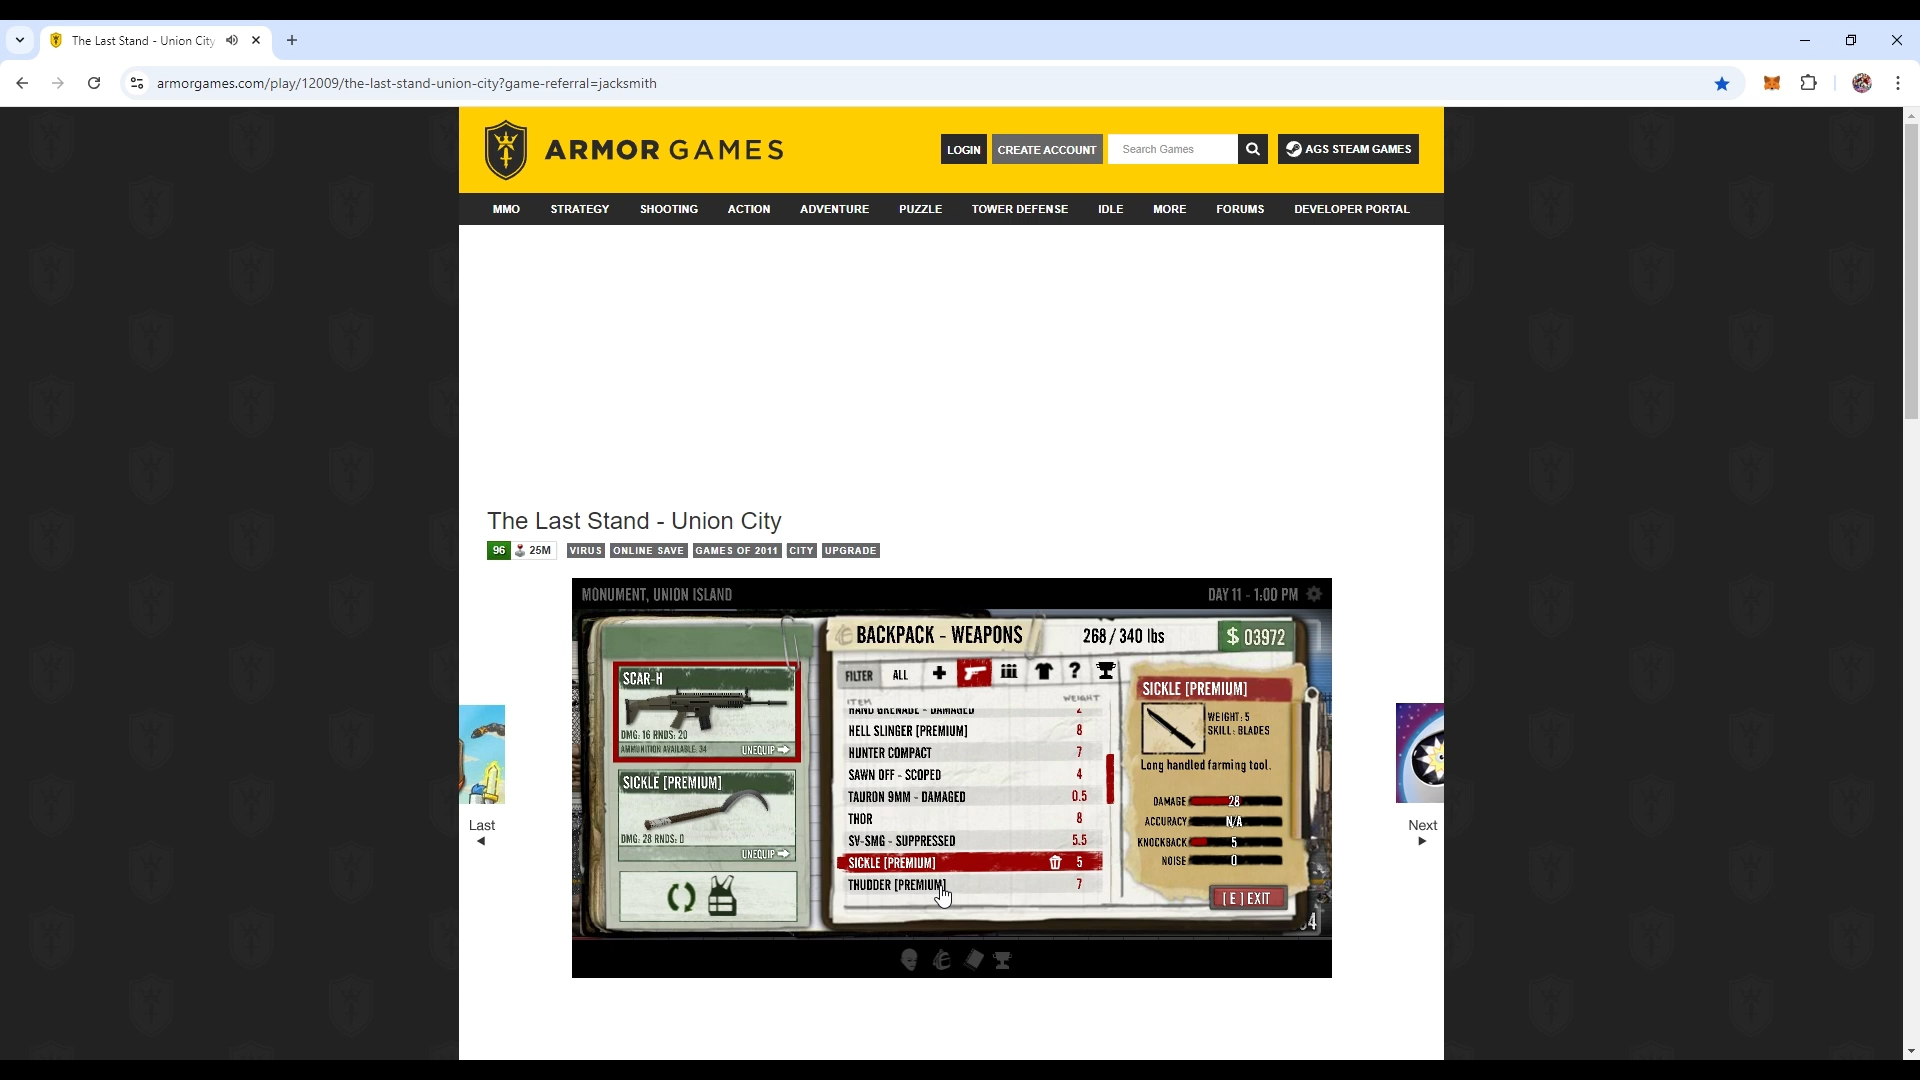 The Last Stand - Union City
armorgames.com/play/12009/the-last-stand-union-city?game-referral=jacksmith
ARMOR GAMES
LOGIN
CREATE ACCOUNT
Search Games
AGS STEAM GAMES
MMO STRATEGY SHOOTING ACTION ADVENTURE PUZZLE TOWER DEFENSE IDLE MORE FORUMS DEVELOPER PORTAL
The Last Stand - Union City
96 25M VIRUS ONLINE SAVE GAMES OF 2011 CITY UPGRADE
MONUMENT, UNION ISLAND
DAY 11 - 1:00 PM
BACKPACK - WEAPONS
268 / 340 lbs
$ 03972
SCAR-H
DMG: 16 RNDS: 20
AMMUNITION AVAILABLE: 34
UNEQUIP
SICKLE [PREMIUM]
DMG: 28 RNDS: 0
UNEQUIP
FILTER ALL ?
ITEM WEIGHT
HAND GRENADE - DAMAGED 2
HELL SLINGER [PREMIUM] 8
HUNTER COMPACT 7
SAWN OFF - SCOPED 4
TAURON 9MM - DAMAGED 0.5
THOR 8
SV-SMG - SUPPRESSED 5.5
SICKLE [PREMIUM] 5
THUDDER [PREMIUM] 7
SICKLE [PREMIUM]
WEIGHT: 5
SKILL: BLADES
Long handled farming tool.
DAMAGE 28
ACCURACY N/A
KNOCKBACK 5
NOISE 0
[ E ] EXIT
Last
Next